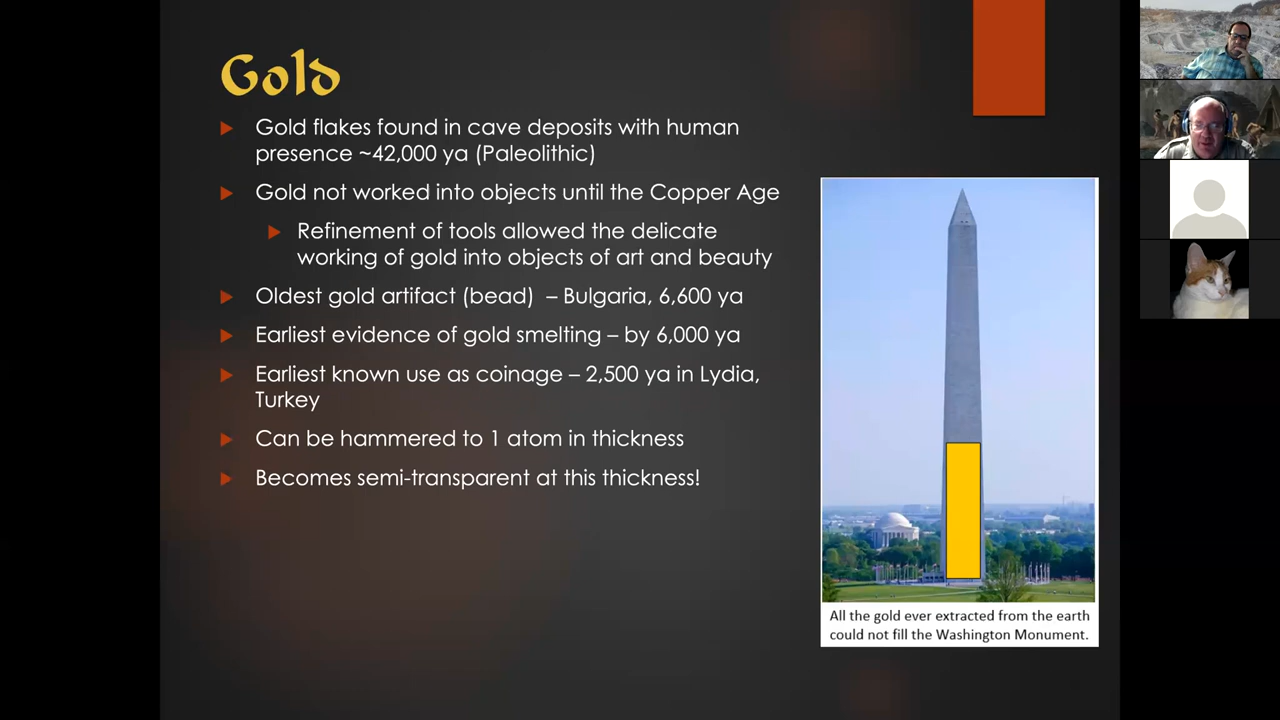 Gold
Gold flakes found in cave deposits with human
presence ~42,000 ya (Paleolithic)
Gold not worked into objects until the Copper Age
Refinement of tools allowed the delicate
working of gold into objects of art and beauty
Oldest gold artifact (bead) – Bulgaria, 6,600 ya
Earliest evidence of gold smelting – by 6,000 ya
Earliest known use as coinage – 2,500 ya in Lydia,
Turkey
Can be hammered to 1 atom in thickness
Becomes semi-transparent at this thickness!
All the gold ever extracted from the earth
could not fill the Washington Monument.